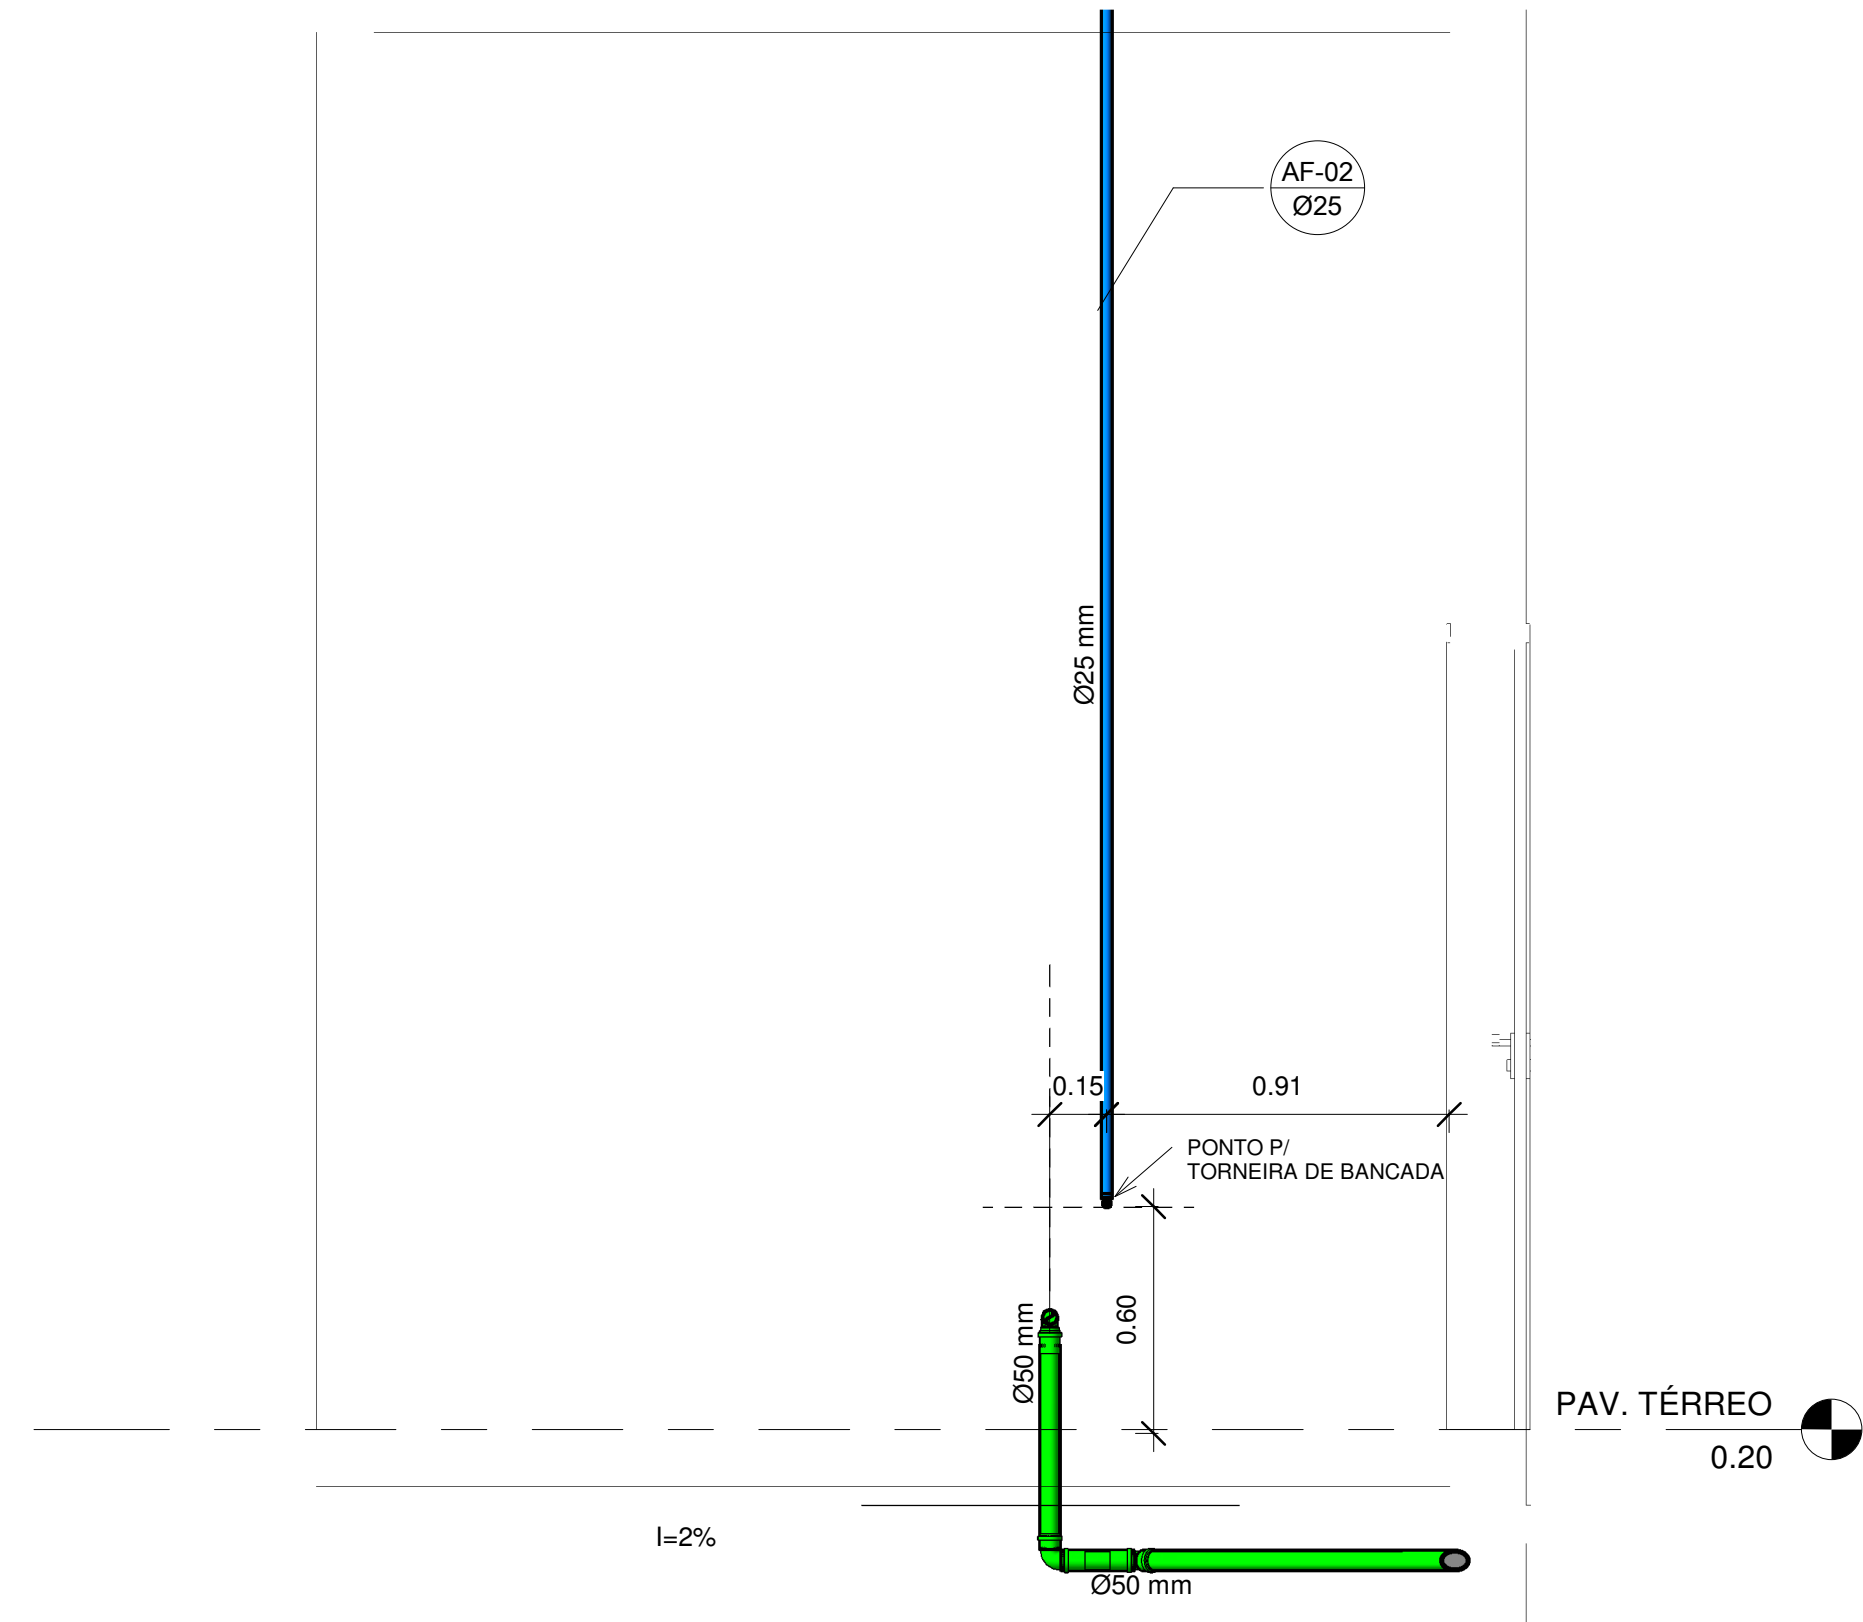 AF-02
Ø25
Ø25 mm
0.15
0.91
PONTO P/
TORNEIRA DE BANCADA
0.60
Ø50 mm
PAV. TÉRREO
0.20
I=2%
Ø50 mm